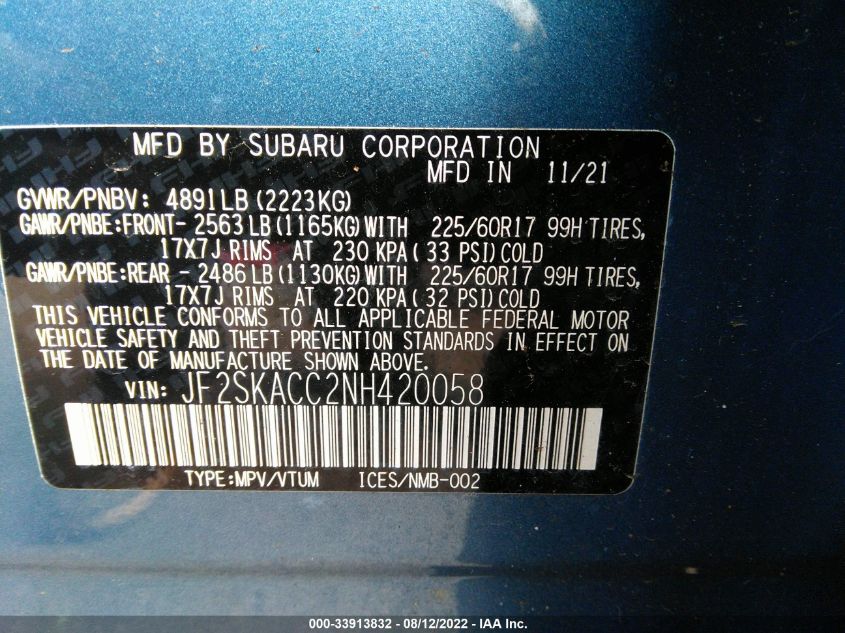 MFD BY SUBARU CORPORATION
MFD IN 11/21
GVWR/PNBV: 4891LB(2223KG)
GAWR/PNBE:FRONT- 2563LB(1165KG)WITH 225/60R17 99H TIRES,
17X7J RIMS AT 230 KPA( 33 PSI)COLD
GAWR/PNBE:REAR - 2486LB(1130KG)WITH 225/60R17 99H TIRES,
17X7J RIMS AT 220 KPA( 32 PSI)COLD
THIS VEHICLE CONFORMS TO ALL APPLICABLE FEDERAL MOTOR
VEHICLE SAFETY AND THEFT PREVENTION STANDARDS IN EFFECT ON
THE DATE OF MANUFACTURE SHOWN ABOVE.
VIN: JF2SKACC2NH420058
TYPE:MPV/VTUM ICES/NMB-002
000-33913832 - 08/12/2022 - IAA Inc.